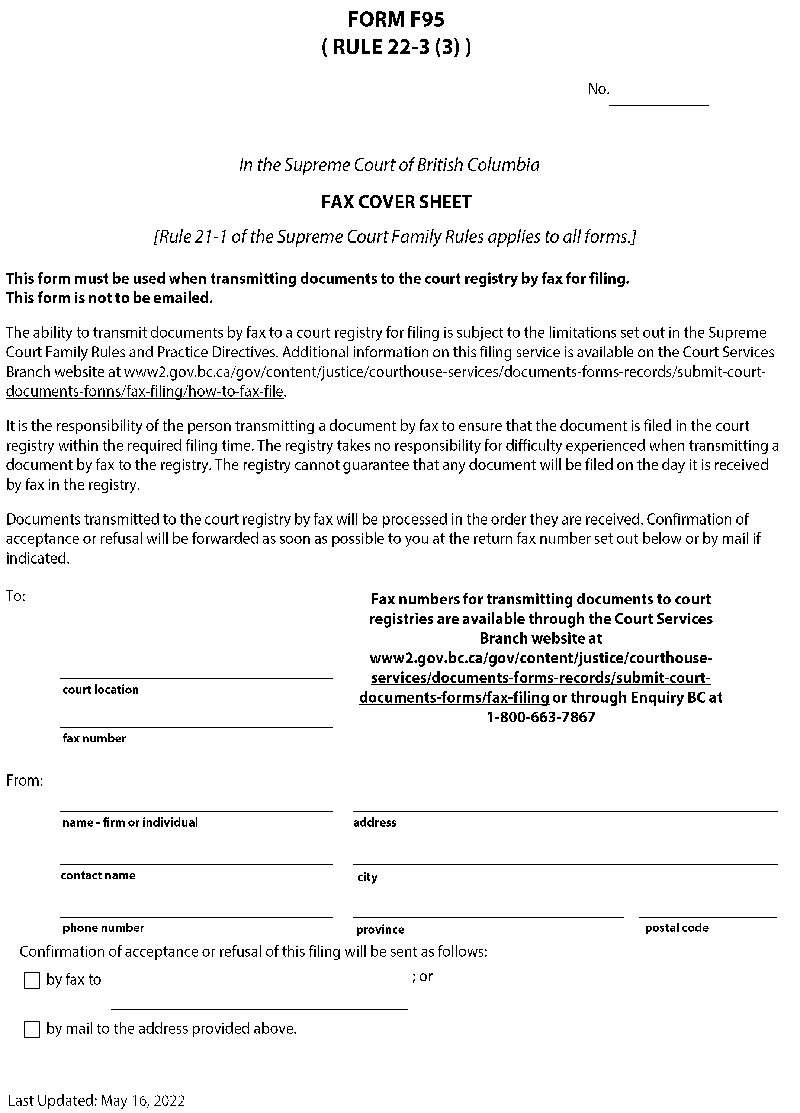 FORM F95
( RULE 22-3 (3) )
No.
In the Supreme Court of British Columbia
FAX COVER SHEET
[Rule 21-1 of the Supreme Court Family Rules applies to all forms.]
This form must be used when transmitting documents to the court registry by fax for filing.
This form is not to be emailed.
The ability to transmit documents by fax to a court registry for filing is subject to the limitations set out in the Supreme
Court Family Rules and Practice Directives. Additional information on this filing service is available on the Court Services
Branch website at www2.gov.bc.ca/gov/content/justice/courthouse-services/documents-forms-records/submit-court-
documents-forms/fax-filing/how-to-fax-file.
It is the responsibility of the person transmitting a document by fax to ensure that the document is filed in the court
registry within the required filing time. The registry takes no responsibility for difficulty experienced when transmitting a
document by fax to the registry. The registry cannot guarantee that any document will be filed on the day it is received
by fax in the registry.
Documents transmitted to the court registry by fax will be processed in the order they are received. Confirmation of
acceptance or refusal will be forwarded as soon as possible to you at the return fax number set out below or by mail if
indicated.
To:
court location
fax number
Fax numbers for transmitting documents to court
registries are available through the Court Services
Branch website at
www2.gov.bc.ca/gov/content/justice/courthouse-
services/documents-forms-records/submit-court-
documents-forms/fax-filing or through Enquiry BC at
1-800-663-7867
From:
name - firm or individual
address
contact name
city
phone number
province
postal code
Confirmation of acceptance or refusal of this filing will be sent as follows:
by fax to ; or
by mail to the address provided above.
Last Updated: May 16, 2022